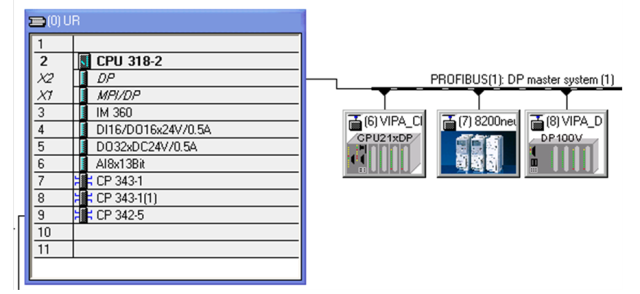 (0) UR
1
2 CPU 318-2
X2 DP
X1 MPI/DP
3 IM 360
4 DI16/DO16x24V/0.5A
5 DO32xDC24V/0.5A
6 AI8x13Bit
7 CP 343-1
8 CP 343-1(1)
9 CP 342-5
10
11
PROFIBUS(1): DP master system (1)
(6) VIPA_CI
CPU21xDP
(7) 8200neu
(8) VIPA_D
DP100V